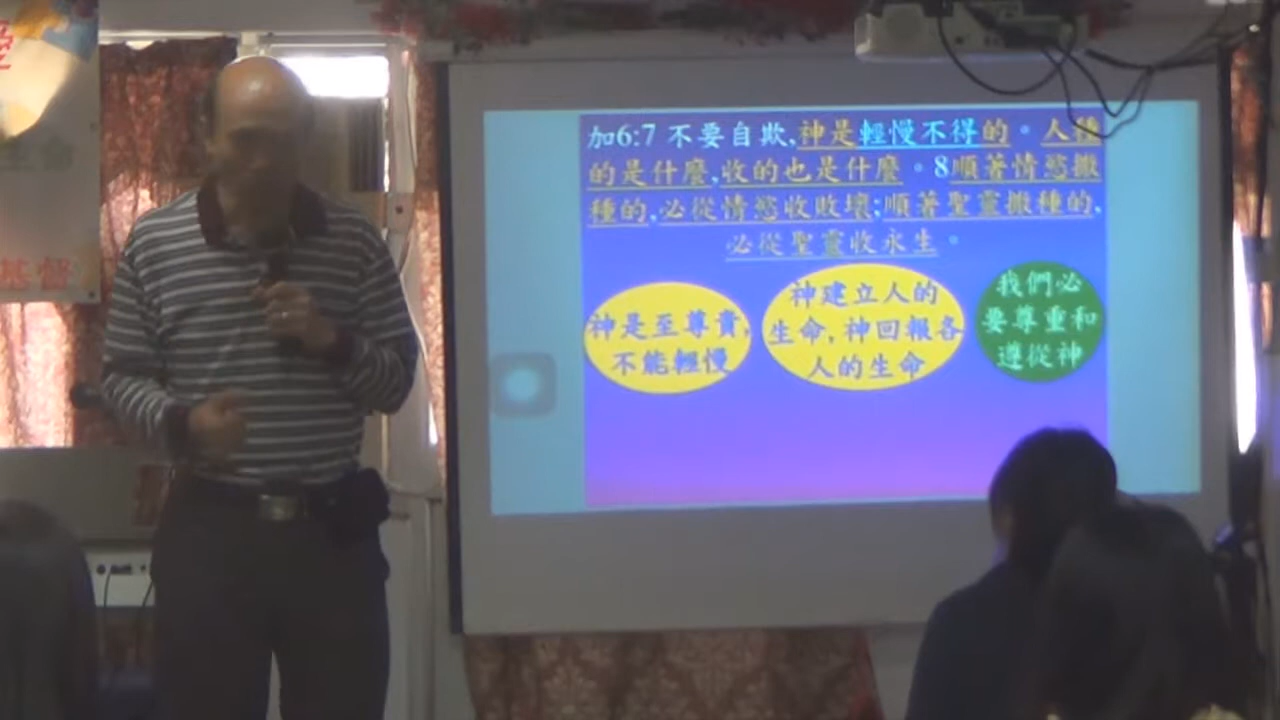 加6:7 不要自欺,神是輕慢不得的。人種
的是什麼,收的也是什麼。8順著情慾撒
種的,必從情慾收敗壞;順著聖靈撒種的,
必從聖靈收永生。
神是至尊貴,
不能輕慢
神建立人的
生命,神回報各
人的生命
我們必
要尊重和
遵從神
基督